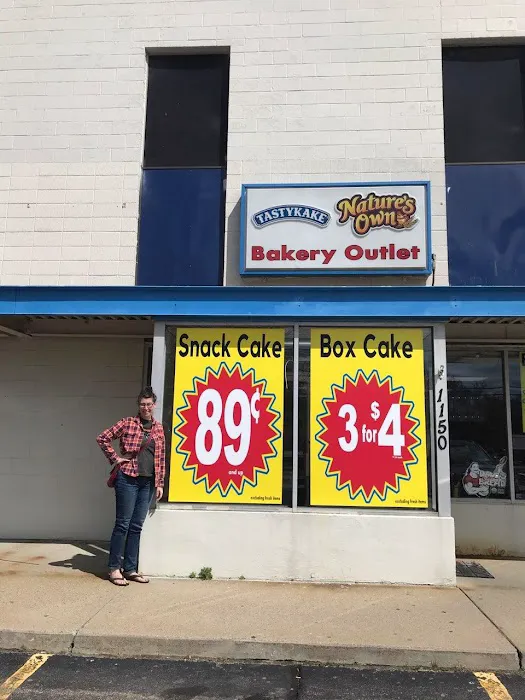 TASTYKAKE
Nature's
Own
Bakery Outlet
Snack Cake
89¢
and up
excluding fresh items
Box Cake
3 for $4
excluding fresh items
1150